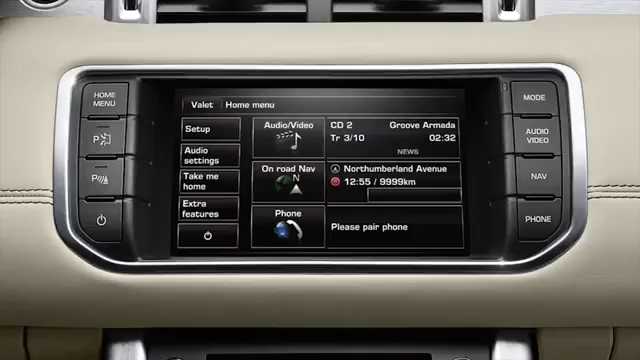 HOME
MENU
P
P
MODE
AUDIO
VIDEO
NAV
PHONE
Valet
Home menu
Setup
Audio
settings
Take me
home
Extra
features
Audio/Video
CD 2 Groove Armada
Tr 3/10 02:32
NEWS
On road Nav
N
Northumberland Avenue
12:55 / 9999km
Phone
Please pair phone